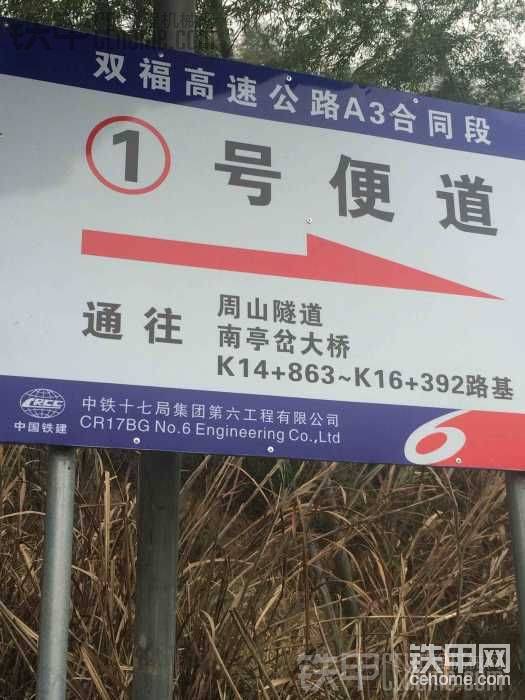 双福高速公路A3合同段
① 号便道
通往
周山隧道
南亭岔大桥
K14+863~K16+392路基
CRCC
中国铁建
中铁十七局集团第六工程有限公司
CR17BG No.6 Engineering Co.,Ltd
6
铁甲网
cehome.com